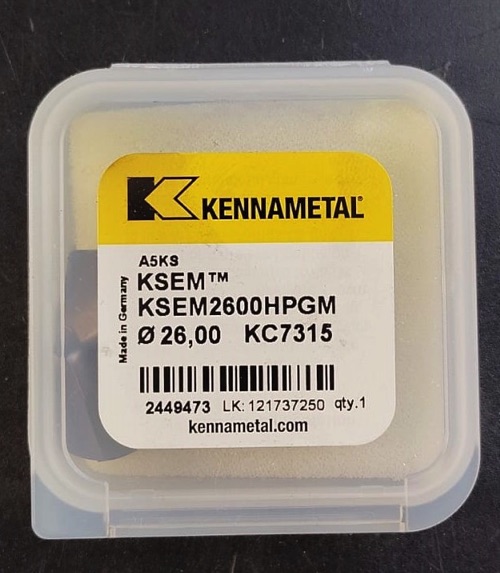 KENNAMETAL®
A5KS
KSEM™
KSEM2600HPGM
Ø 26,00 KC7315
Made in Germany
2449473 LK: 121737250 qty.1
kennametal.com